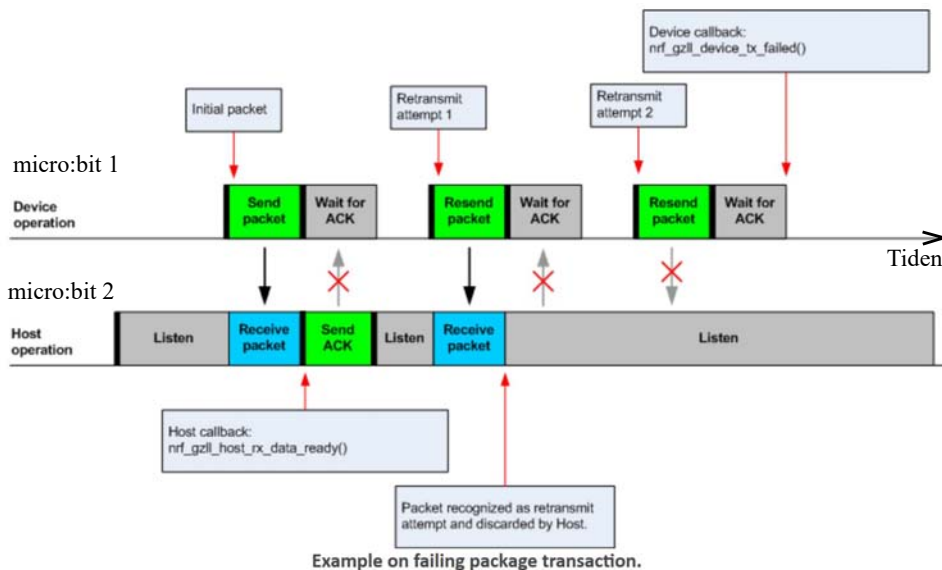 Device callback:
nrf_gzll_device_tx_failed()
Initial packet
Retransmit
attempt 1
Retransmit
attempt 2
micro:bit 1
Device
operation
Send
packet
Wait for
ACK
Resend
packet
Wait for
ACK
Resend
packet
Wait for
ACK
Tiden
micro:bit 2
Host
operation
Listen
Receive
packet
Send
ACK
Listen
Receive
packet
Listen
Host callback:
nrf_gzll_host_rx_data_ready()
Packet recognized as retransmit
attempt and discarded by Host.
Example on failing package transaction.